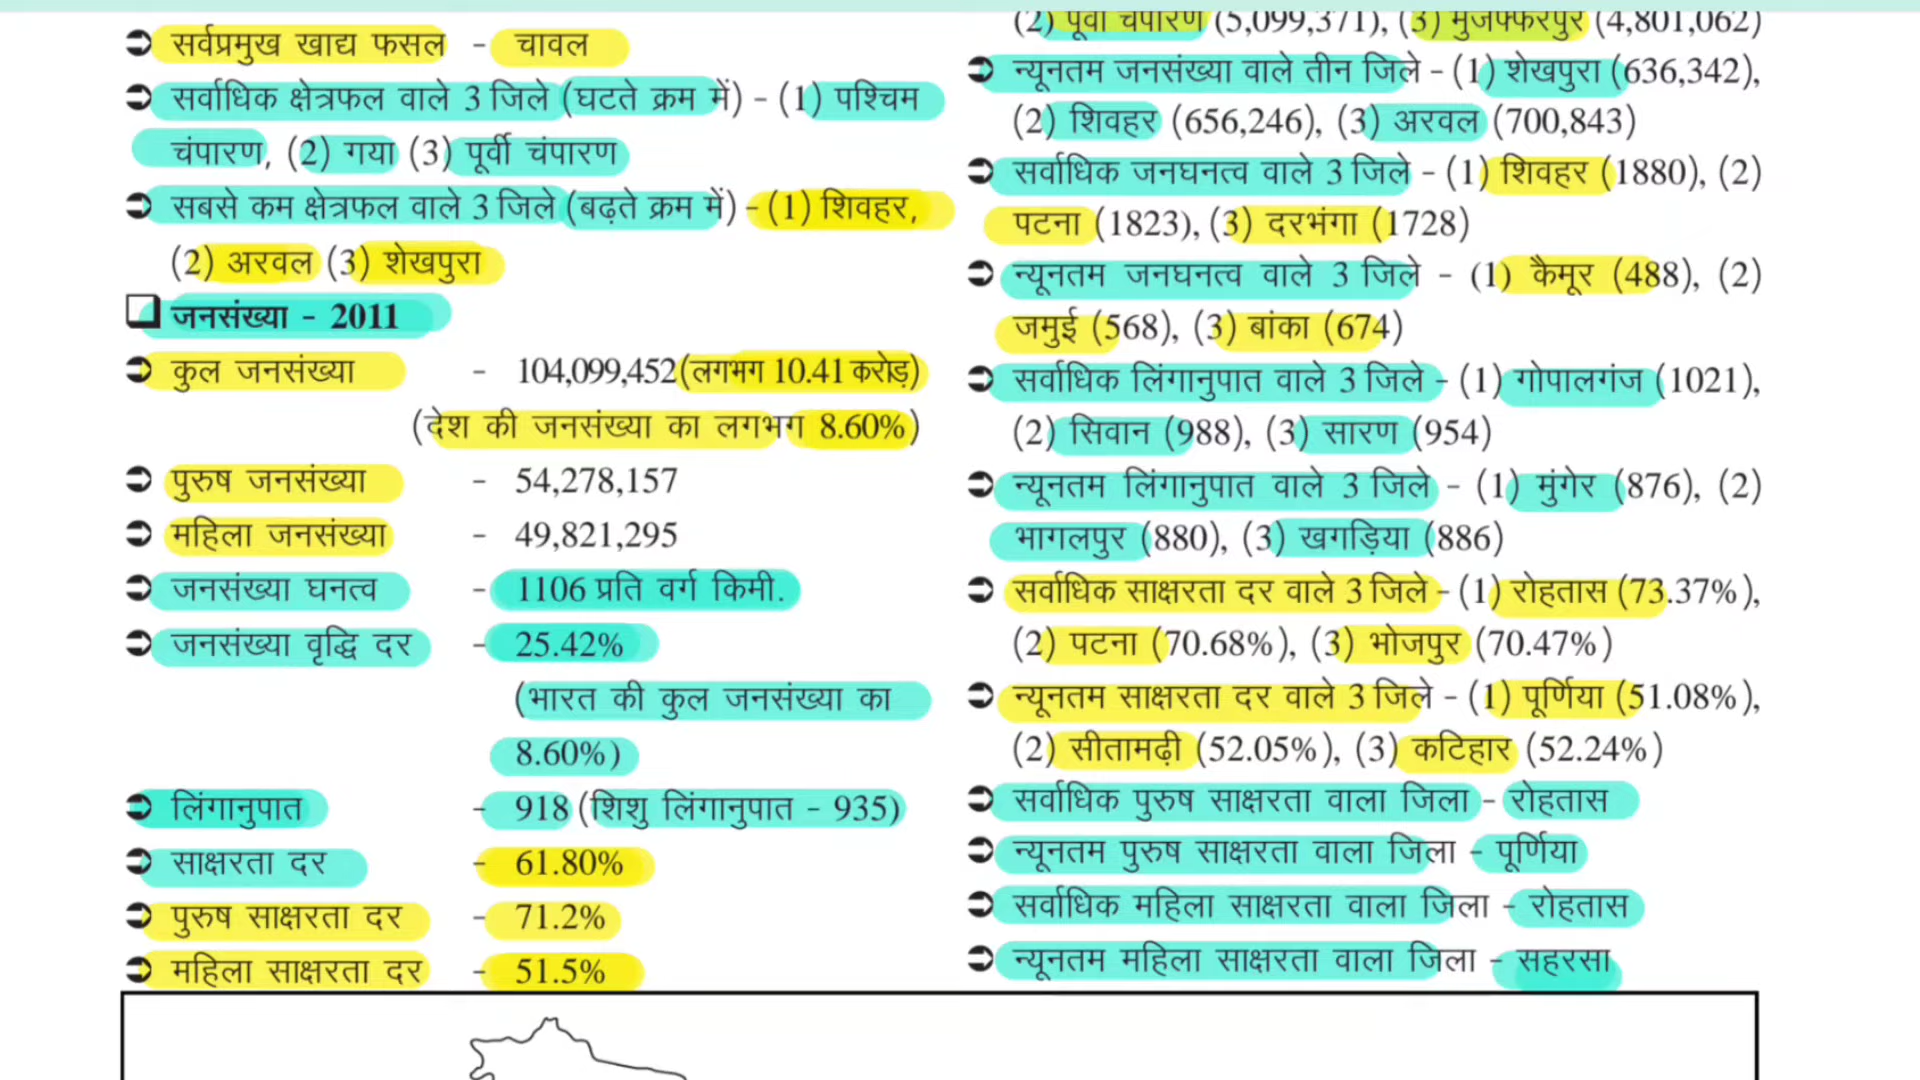 सर्वप्रमुख खाद्य फसल - चावल
सर्वाधिक क्षेत्रफल वाले 3 जिले (घटते क्रम में) - (1) पश्चिम
चंपारण, (2) गया (3) पूर्वी चंपारण
सबसे कम क्षेत्रफल वाले 3 जिले (बढ़ते क्रम में) - (1) शिवहर,
(2) अरवल (3) शेखपुरा
जनसंख्या - 2011
कुल जनसंख्या - 104,099,452 (लगभग 10.41 करोड़)
(देश की जनसंख्या का लगभग 8.60%)
पुरुष जनसंख्या - 54,278,157
महिला जनसंख्या - 49,821,295
जनसंख्या घनत्व - 1106 प्रति वर्ग किमी.
जनसंख्या वृद्धि दर - 25.42%
(भारत की कुल जनसंख्या का
8.60%)
लिंगानुपात - 918 (शिशु लिंगानुपात - 935)
साक्षरता दर - 61.80%
पुरुष साक्षरता दर - 71.2%
महिला साक्षरता दर - 51.5%
(2) पूर्वी चंपारण (5,099,371), (3) मुजफ्फरपुर (4,801,062)
न्यूनतम जनसंख्या वाले तीन जिले - (1) शेखपुरा (636,342),
(2) शिवहर (656,246), (3) अरवल (700,843)
सर्वाधिक जनघनत्व वाले 3 जिले - (1) शिवहर (1880), (2)
पटना (1823), (3) दरभंगा (1728)
न्यूनतम जनघनत्व वाले 3 जिले - (1) कैमूर (488), (2)
जमुई (568), (3) बांका (674)
सर्वाधिक लिंगानुपात वाले 3 जिले - (1) गोपालगंज (1021),
(2) सिवान (988), (3) सारण (954)
न्यूनतम लिंगानुपात वाले 3 जिले - (1) मुंगेर (876), (2)
भागलपुर (880), (3) खगड़िया (886)
सर्वाधिक साक्षरता दर वाले 3 जिले - (1) रोहतास (73.37%),
(2) पटना (70.68%), (3) भोजपुर (70.47%)
न्यूनतम साक्षरता दर वाले 3 जिले - (1) पूर्णिया (51.08%),
(2) सीतामढ़ी (52.05%), (3) कटिहार (52.24%)
सर्वाधिक पुरुष साक्षरता वाला जिला - रोहतास
न्यूनतम पुरुष साक्षरता वाला जिला - पूर्णिया
सर्वाधिक महिला साक्षरता वाला जिला - रोहतास
न्यूनतम महिला साक्षरता वाला जिला - सहरसा